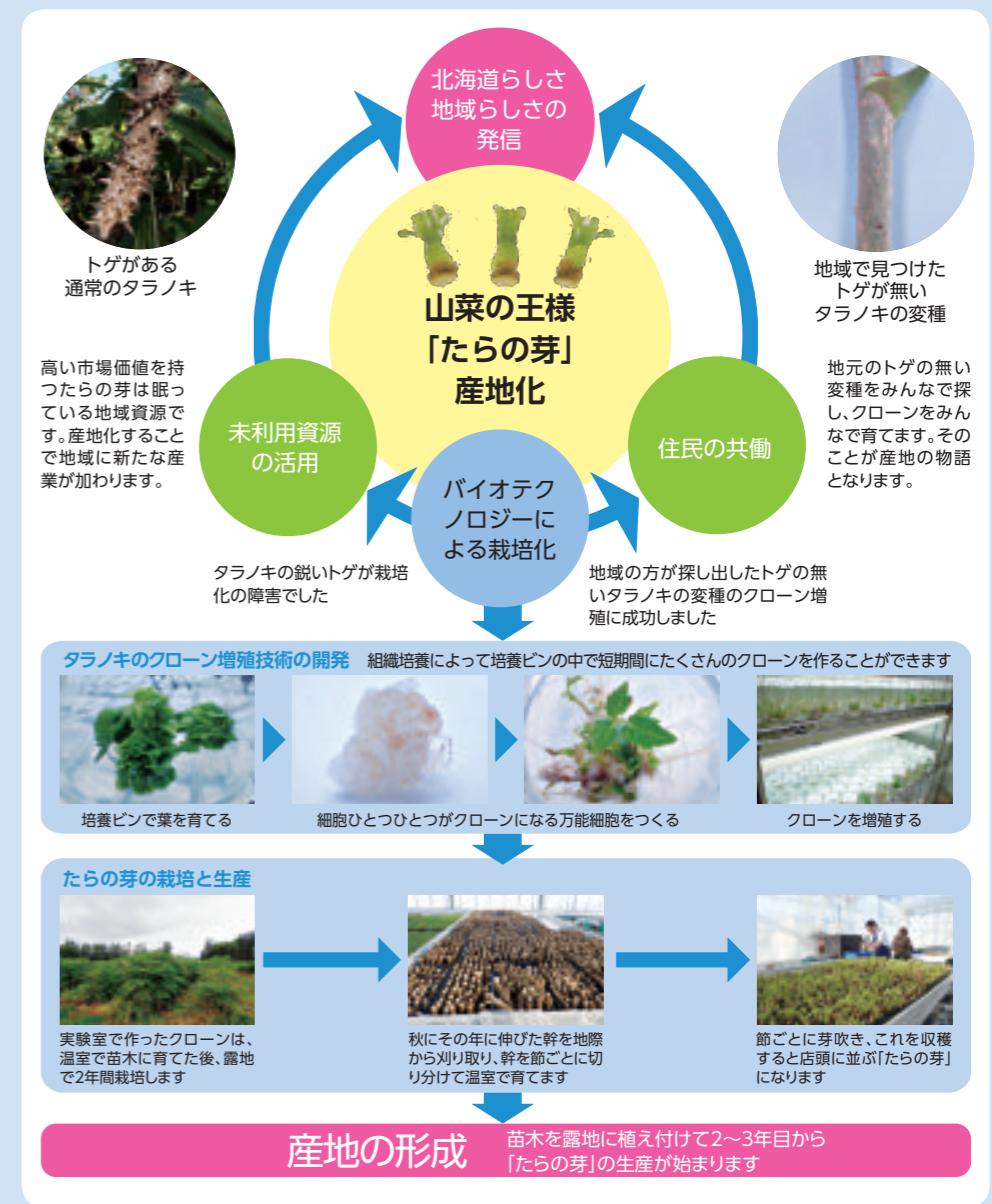 北海道らしさ
地域らしさの
発信
山菜の王様
「たらの芽」
産地化
トゲがある
通常のタラノキ
地域で見つけた
トゲが無い
タラノキの変種
高い市場価値を持
つたらの芽は眠っ
ている地域資源で
す。産地化すること
で地域に新たな産
業が加わります。
未利用資源
の活用
住民の共働
地元のトゲの無い
変種をみんなで探
し、クローンをみん
なで育てます。その
ことが産地の物語
となります。
バイオテク
ノロジーに
よる栽培化
タラノキの鋭いトゲが栽培
化の障害でした
地域の方が探し出したトゲの無
いタラノキの変種のクローン増
殖に成功しました
タラノキのクローン増殖技術の開発 組織培養によって培養ビンの中で短期間にたくさんのクローンを作ることができます
培養ビンで葉を育てる
細胞ひとつひとつがクローンになる万能細胞をつくる
クローンを増殖する
たらの芽の栽培と生産
実験室で作ったクローンは、
温室で苗木に育てた後、露地
で2年間栽培します
秋にその年に伸びた幹を地際
から刈り取り、幹を節ごとに切
り分けて温室で育てます
節ごとに芽吹き、これを収穫
すると店頭に並ぶ「たらの芽」
になります
産地の形成
苗木を露地に植え付けて2〜3年目から
「たらの芽」の生産が始まります